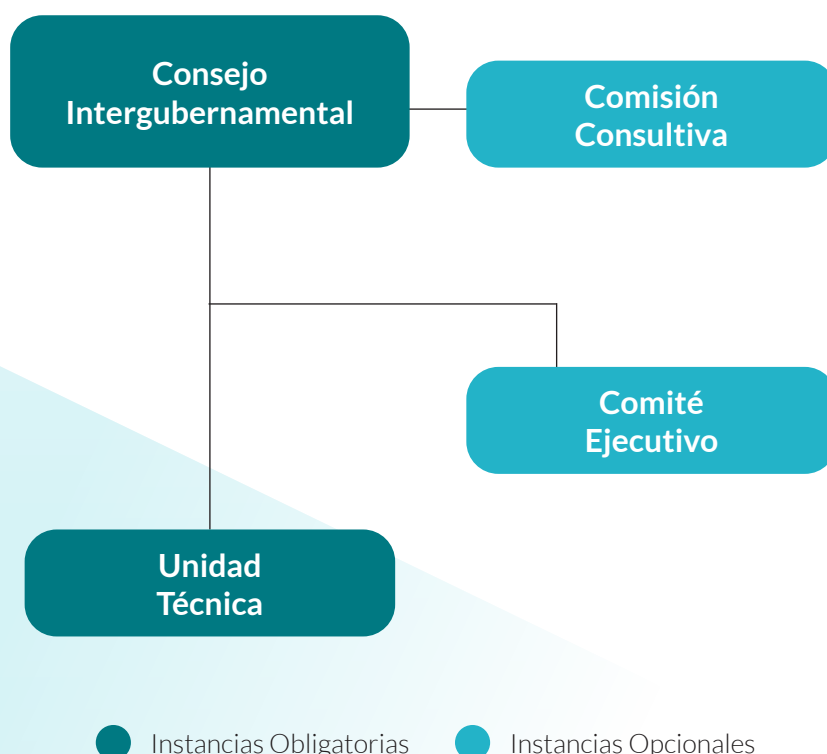 Consejo
Intergubernamental
Comisión
Consultiva
Comité
Ejecutivo
Unidad
Técnica
Instancias Obligatorias
Instancias Opcionales